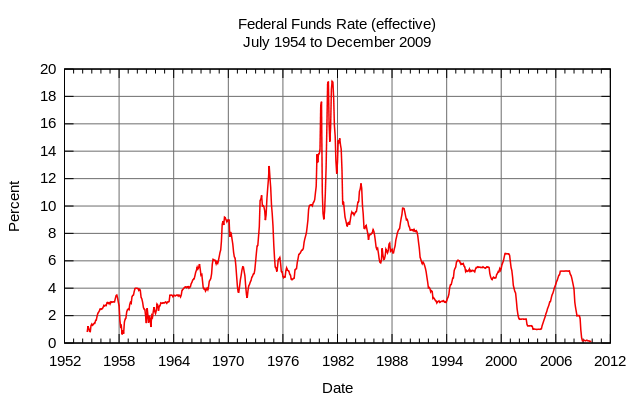 Federal Funds Rate (effective)
July 1954 to December 2009
Percent
20
18
16
14
12
10
8
6
4
2
0
1952 1958 1964 1970 1976 1982 1988 1994 2000 2006 2012
Date